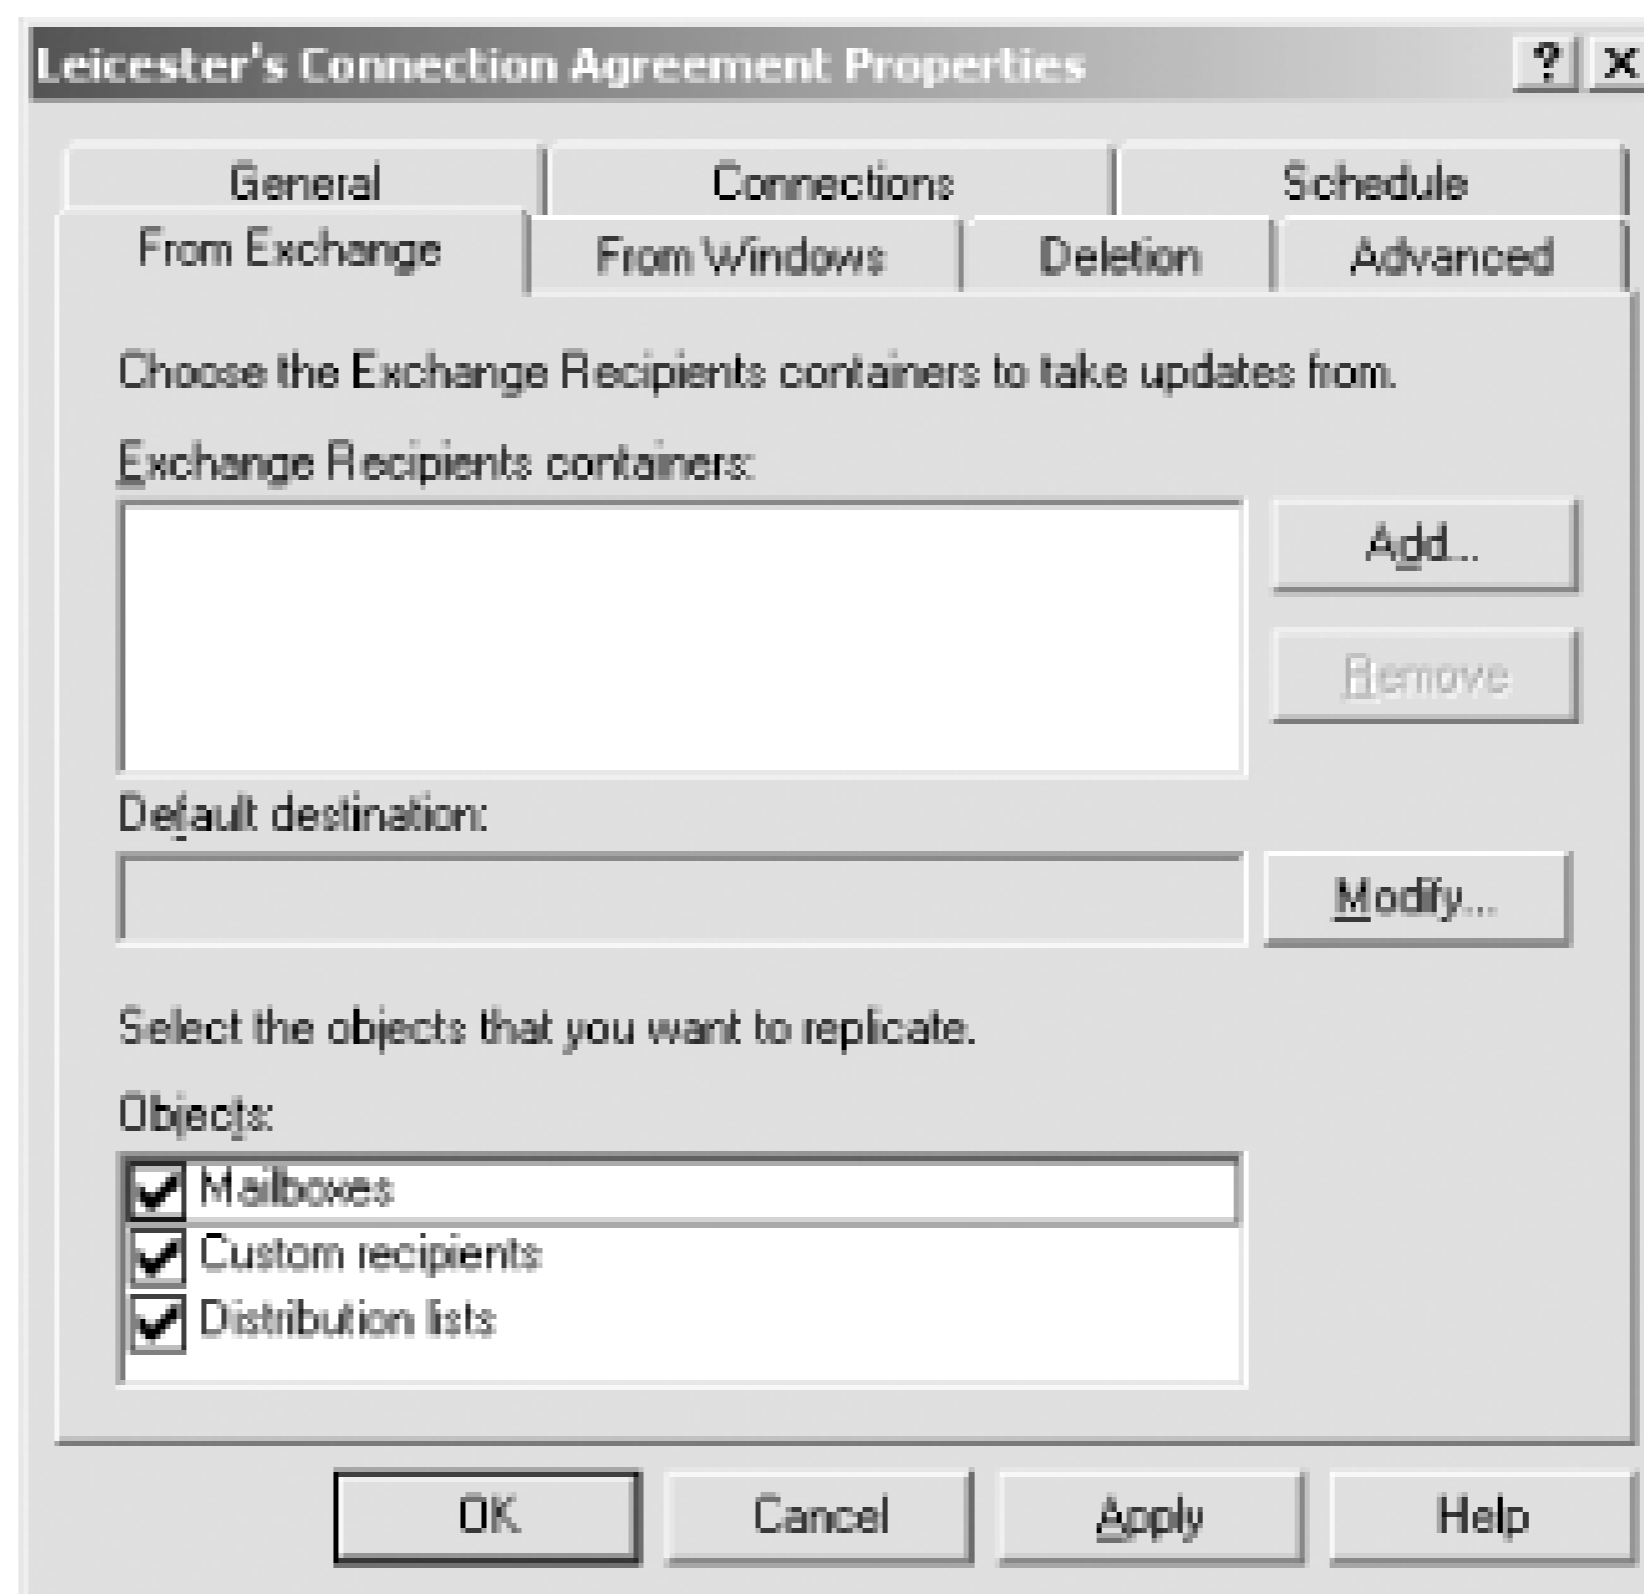 Leicester's Connection Agreement Properties ? X
General Connections Schedule
From Exchange From Windows Deletion Advanced
Choose the Exchange Recipients containers to take updates from.
Exchange Recipients containers:
Add...
Remove
Default destination:
Modify...
Select the objects that you want to replicate.
Objects:
Mailboxes
Custom recipients
Distribution lists
OK Cancel Apply Help